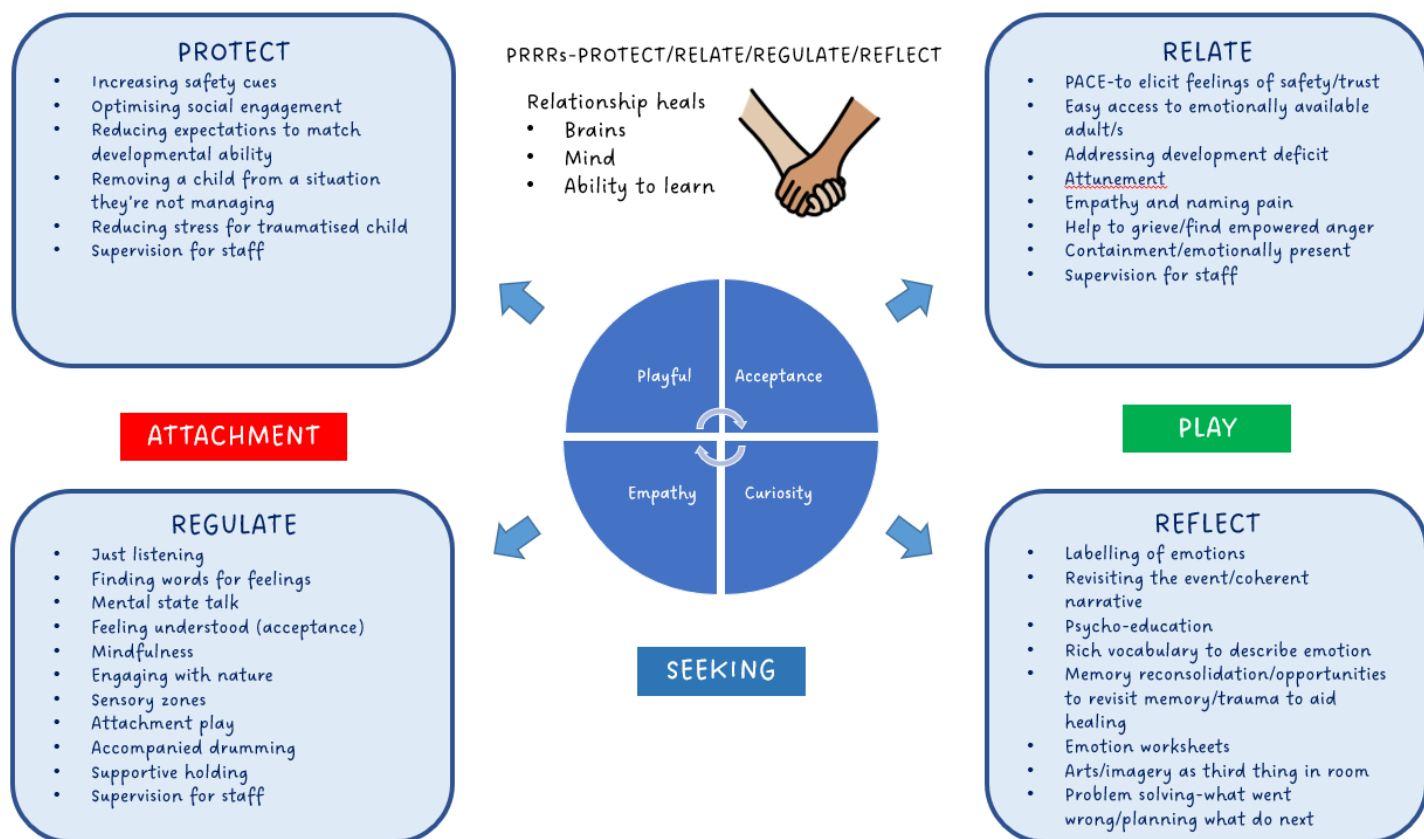 PROTECT
• Increasing safety cues
• Optimising social engagement
• Reducing expectations to match
developmental ability
• Removing a child from a situation
they're not managing
• Reducing stress for traumatised child
• Supervision for staff
PRRRs-PROTECT/RELATE/REGULATE/REFLECT
Relationship heals
• Brains
• Mind
• Ability to learn
RELATE
• PACE-to elicit feelings of safety/trust
• Easy access to emotionally available
adult/s
• Addressing development deficit
• Attunement
• Empathy and naming pain
• Help to grieve/find empowered anger
• Containment/emotionally present
• Supervision for staff
Playful
Acceptance
Empathy
Curiosity
ATTACHMENT
PLAY
SEEKING
REGULATE
• Just listening
• Finding words for feelings
• Mental state talk
• Feeling understood (acceptance)
• Mindfulness
• Engaging with nature
• Sensory zones
• Attachment play
• Accompanied drumming
• Supportive holding
• Supervision for staff
REFLECT
• Labelling of emotions
• Revisiting the event/coherent
narrative
• Psycho-education
• Rich vocabulary to describe emotion
• Memory reconsolidation/opportunities
to revisit memory/trauma to aid
healing
• Emotion worksheets
• Arts/imagery as third thing in room
• Problem solving-what went
wrong/planning what do next